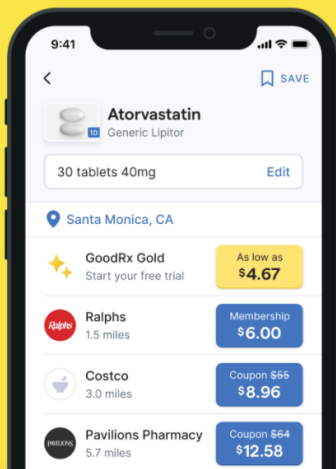 9:41
SAVE
Atorvastatin
10
Generic Lipitor
30 tablets 40mg Edit
Santa Monica, CA
GoodRx Gold
Start your free trial
As low as
$4.67
Ralphs
Ralphs
1.5 miles
Membership
$6.00
Costco
3.0 miles
Coupon $55
$8.96
PAVILIONS
Pavilions Pharmacy
5.7 miles
Coupon $64
$12.58